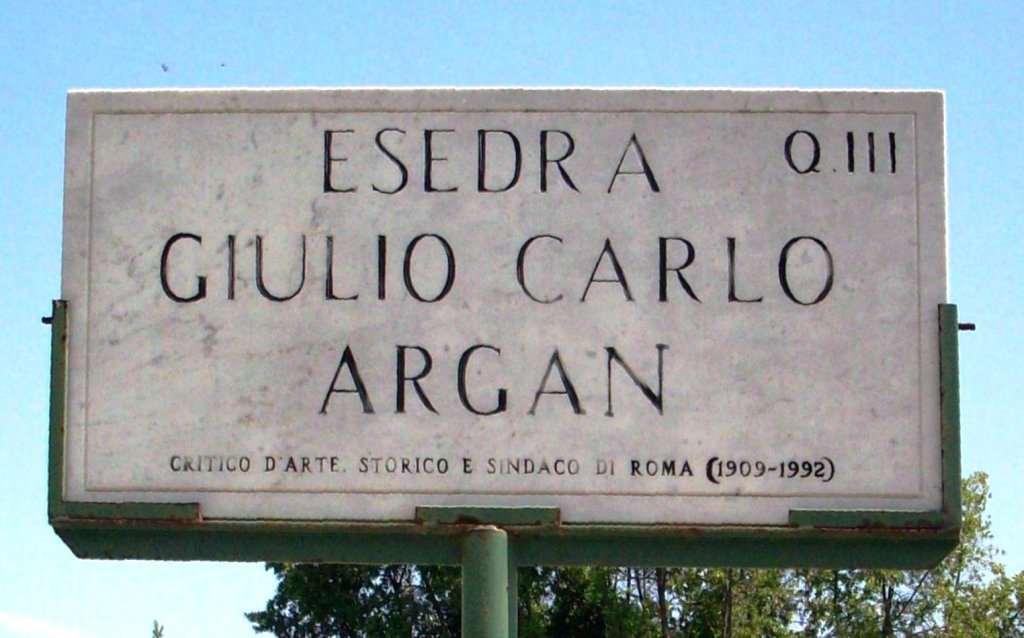 ESEDRA Q.III
GIULIO CARLO
ARGAN
CRITICO D'ARTE. STORICO E SINDACO DI ROMA (1909-1992)